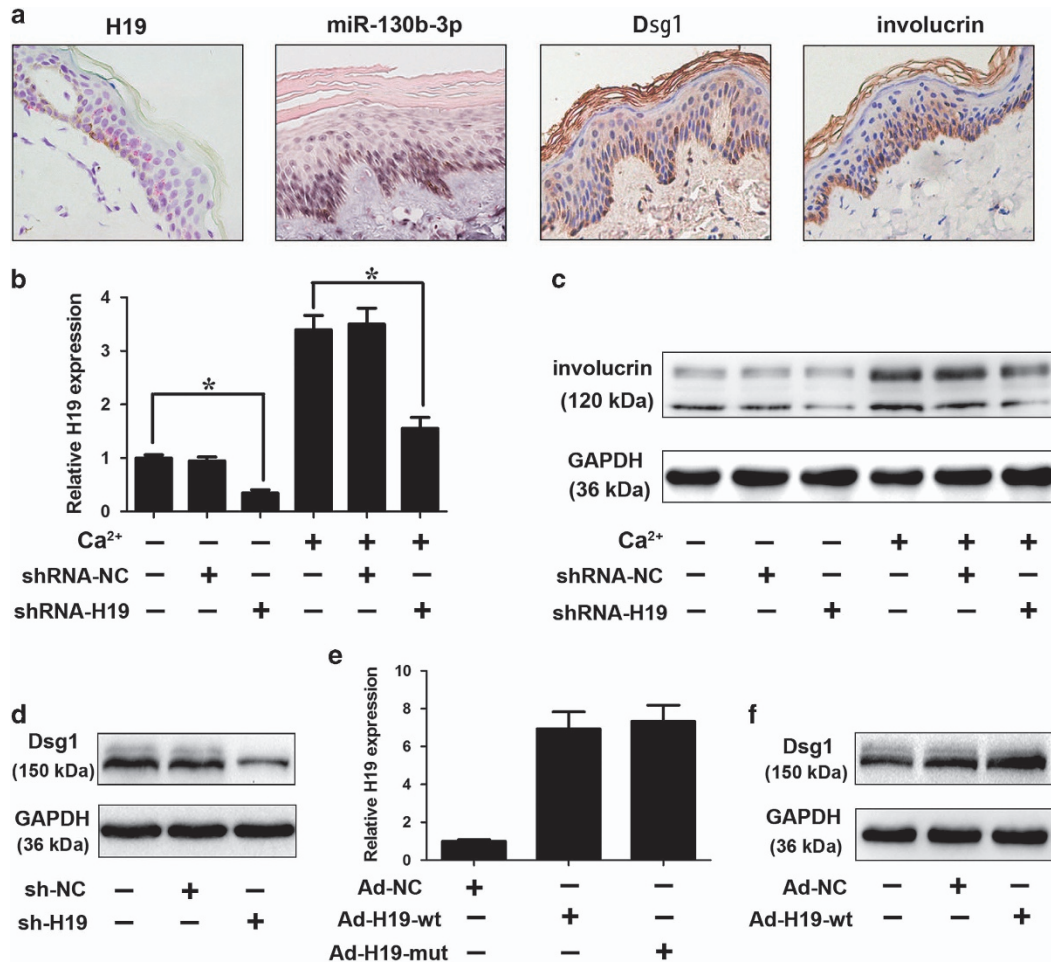 a
H19 miR-130b-3p Dsg1 involucrin
b
Relative H19 expression
4
3
2
1
0
*
*
Ca²⁺ − − − + + +
shRNA-NC − + − − + −
shRNA-H19 − − + − − +
c
involucrin
(120 kDa)
GAPDH
(36 kDa)
Ca²⁺ − − − + + +
shRNA-NC − + − − + −
shRNA-H19 − − + − − +
d
Dsg1
(150 kDa)
GAPDH
(36 kDa)
sh-NC − + −
sh-H19 − − +
e
Relative H19 expression
10
8
6
4
2
0
Ad-NC + − −
Ad-H19-wt − + −
Ad-H19-mut − − +
f
Dsg1
(150 kDa)
GAPDH
(36 kDa)
Ad-NC − + −
Ad-H19-wt − − +